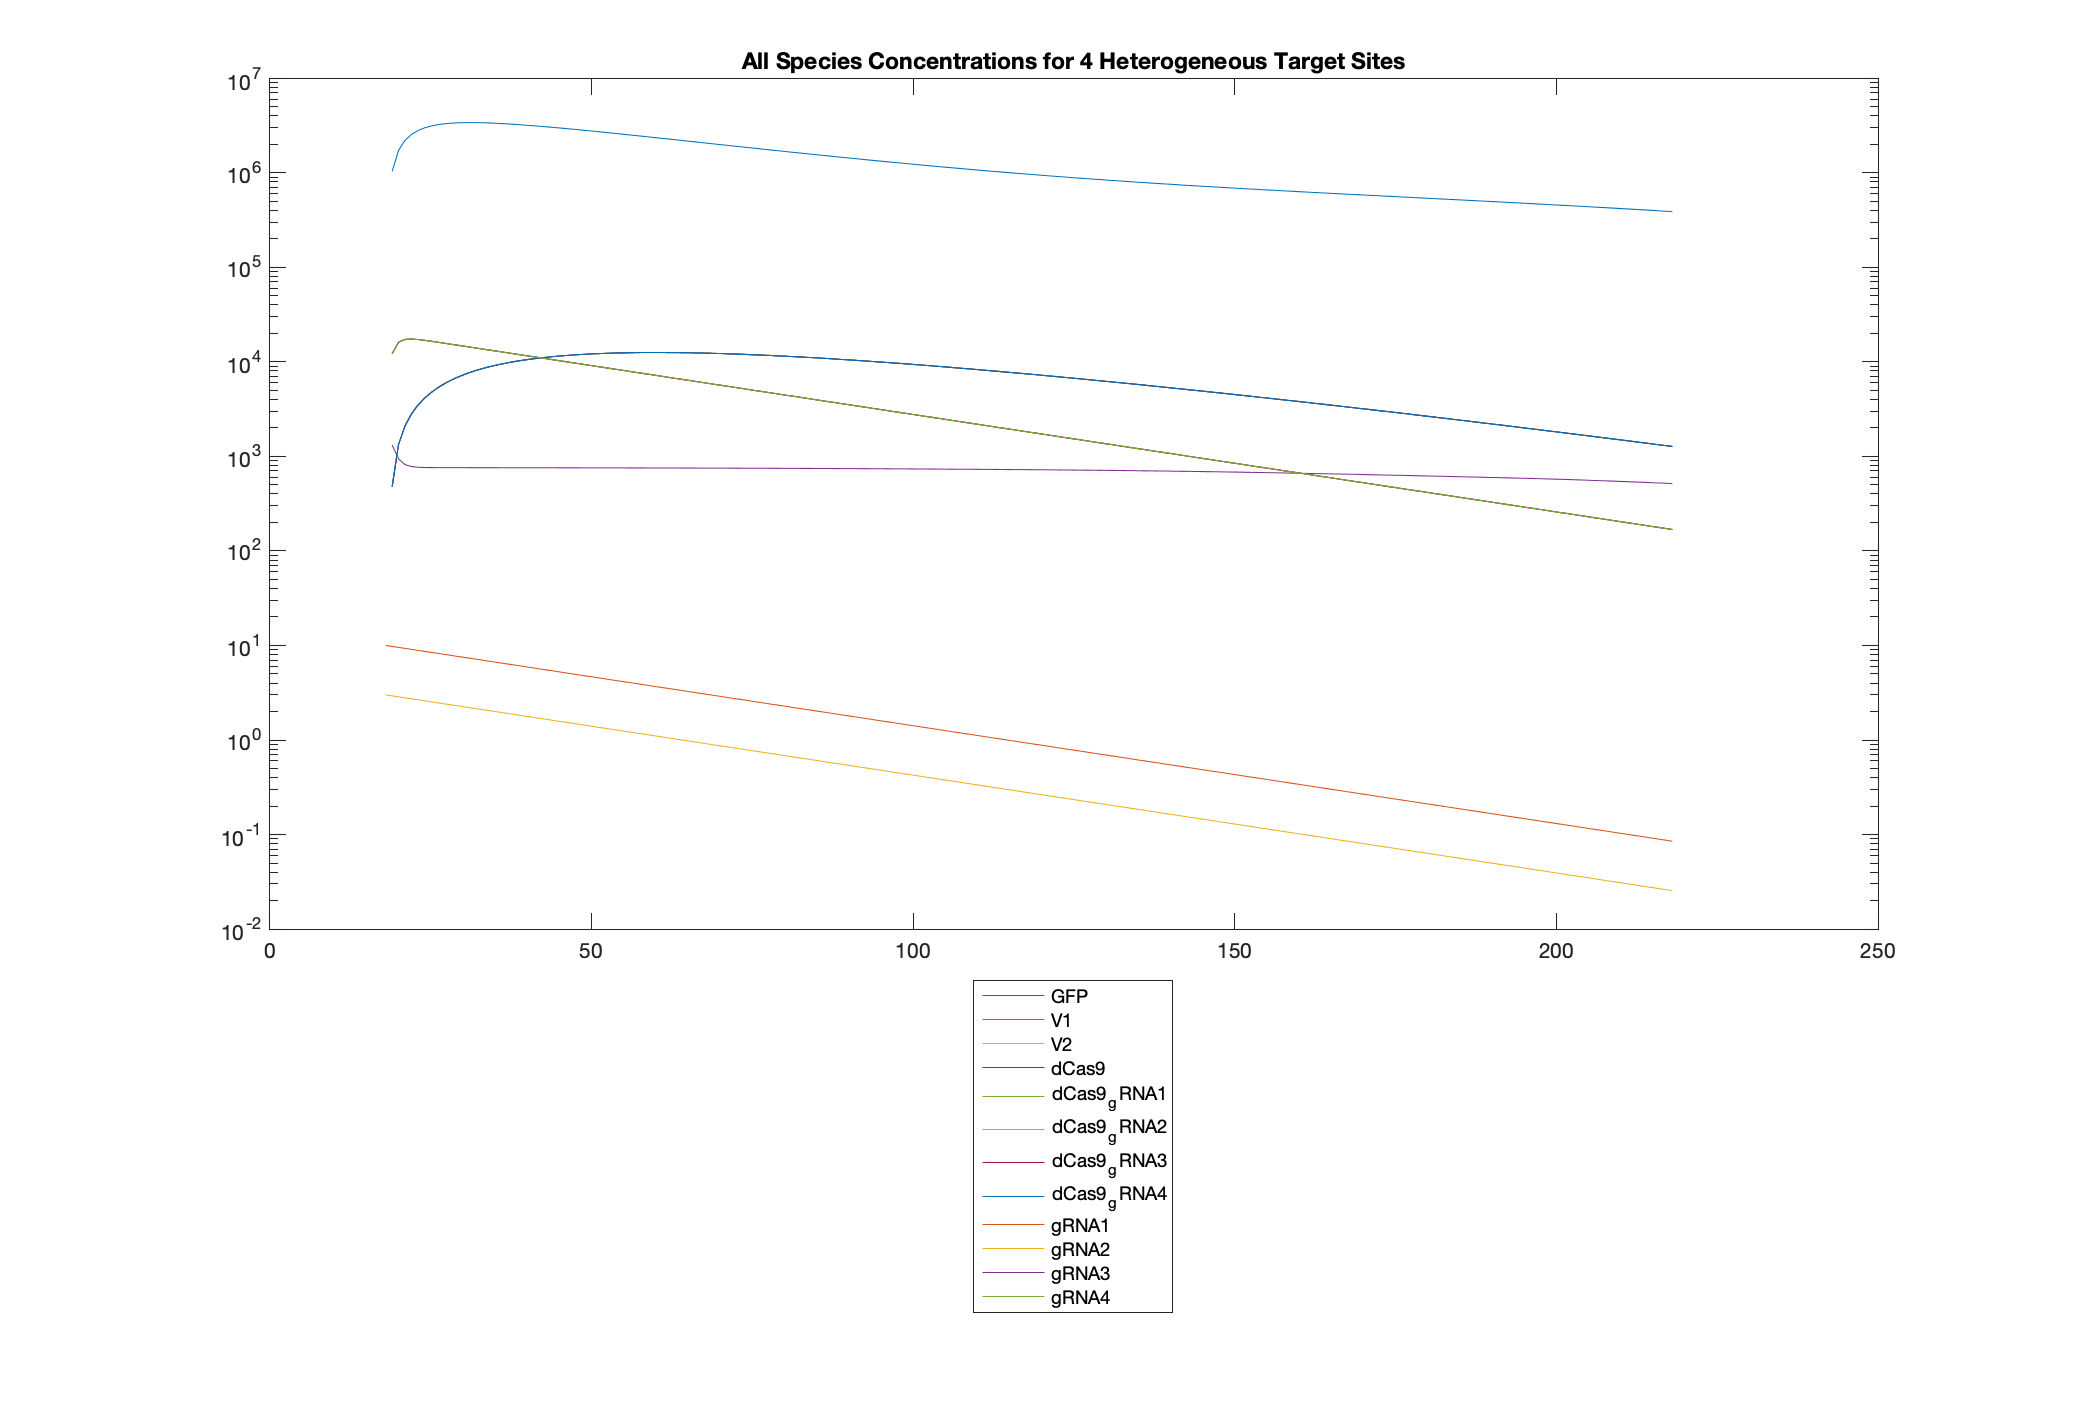 All Species Concentrations for 4 Heterogeneous Target Sites
10^7
10^6
10^5
10^4
10^3
10^2
10^1
10^0
10^-1
10^-2
0 50 100 150 200 250
GFP
V1
V2
dCas9
dCas9_gRNA1
dCas9_gRNA2
dCas9_gRNA3
dCas9_gRNA4
gRNA1
gRNA2
gRNA3
gRNA4